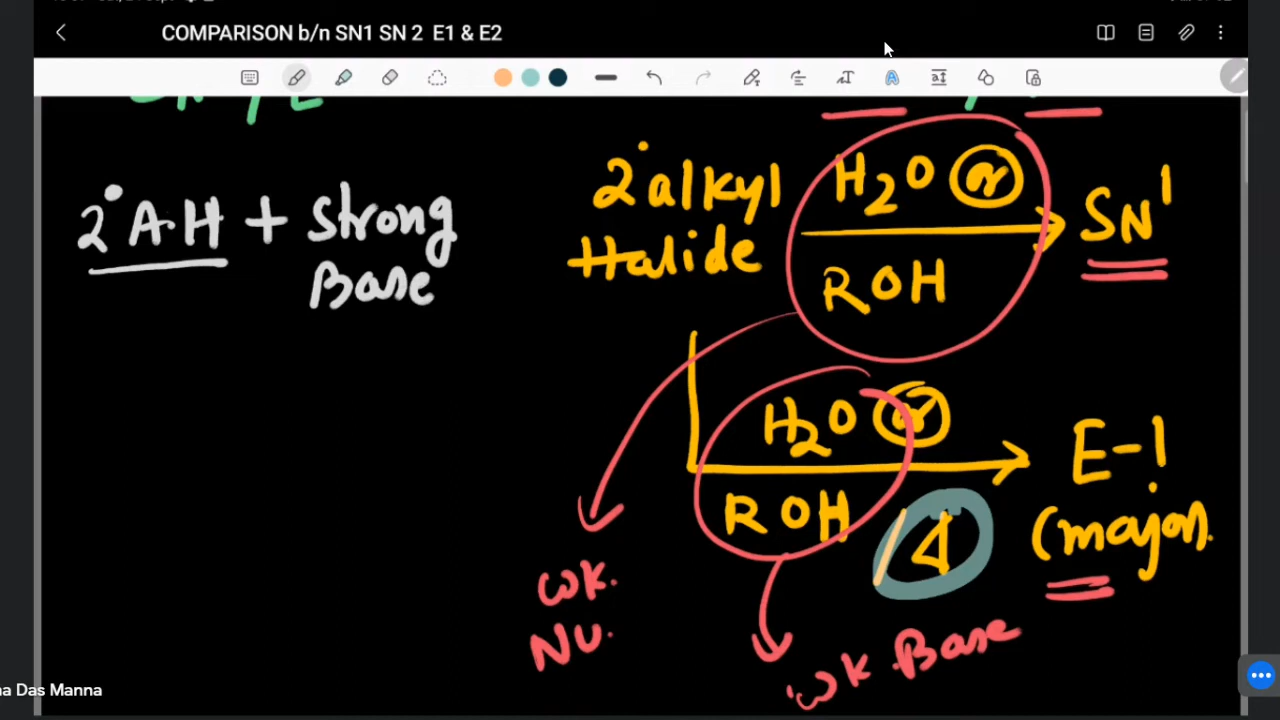 COMPARISON b/n SN1 SN 2 E1 & E2
2° A.H + Strong
Base
2° alkyl
Halide
H2O or
ROH
SN1
H2O or
ROH
Δ
E-1
(major)
wk.
Nu.
wk Base
na Das Manna